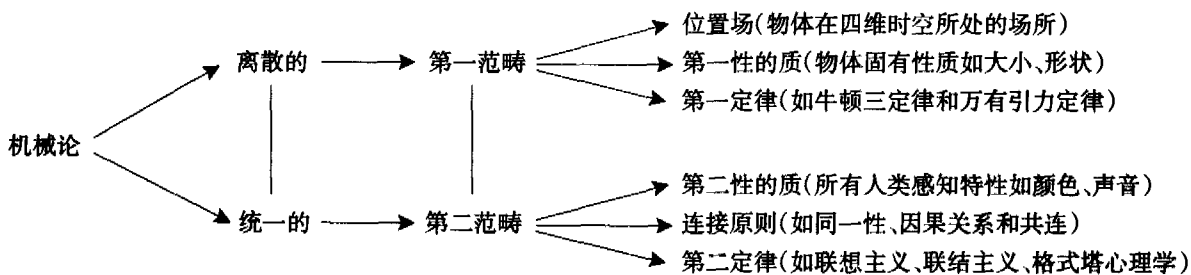 位置场(物体在四维时空所处的场所)
离散的 第一范畴 第一性的质(物体固有性质如大小、形状)
第一定律(如牛顿三定律和万有引力定律)
机械论
第二性的质(所有人类感知特性如颜色、声音)
统一的 第二范畴 连接原则(如同一性、因果关系和共连)
第二定律(如联想主义、联结主义、格式塔心理学)